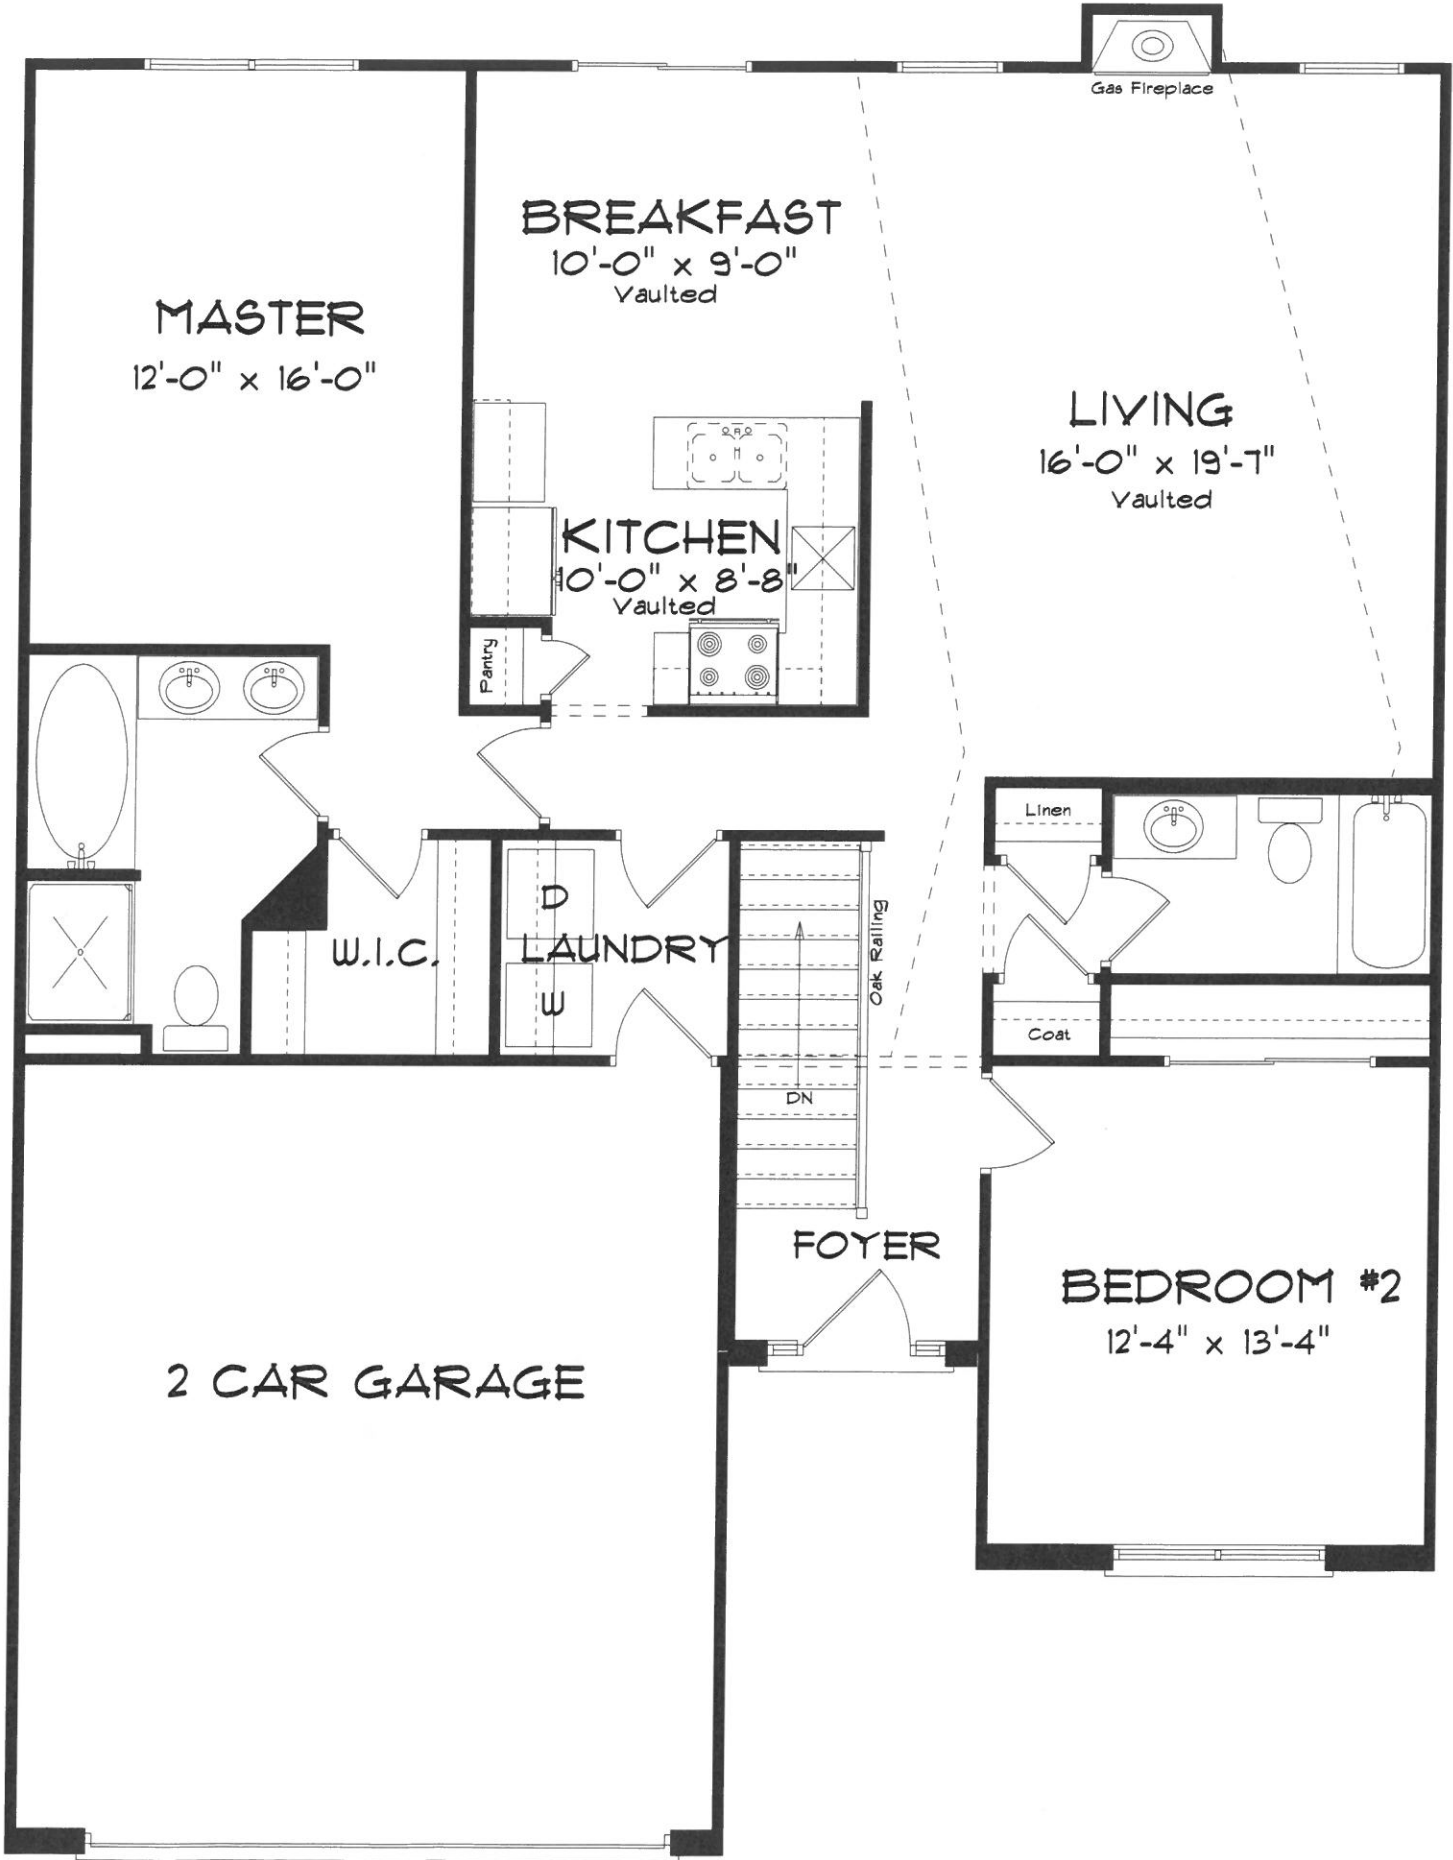 Gas Fireplace
BREAKFAST
10'-0" x 9'-0"
Vaulted
MASTER
12'-0" x 16'-0"
LIVING
16'-0" x 19'-7"
Vaulted
KITCHEN
10'-0" x 8'-8"
Vaulted
Pantry
Linen
D
W.I.C.
LAUNDRY
W
Oak Railing
Coat
DN
FOYER
BEDROOM #2
12'-4" x 13'-4"
2 CAR GARAGE